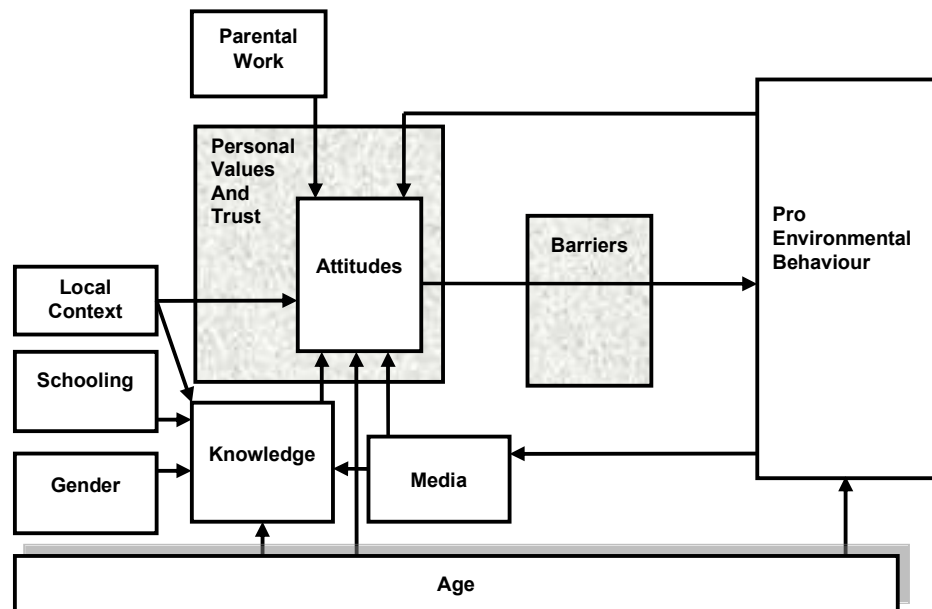 Parental
Work
Personal
Values
And
Trust
Attitudes
Barriers
Pro
Environmental
Behaviour
Local
Context
Schooling
Knowledge
Gender
Media
Age